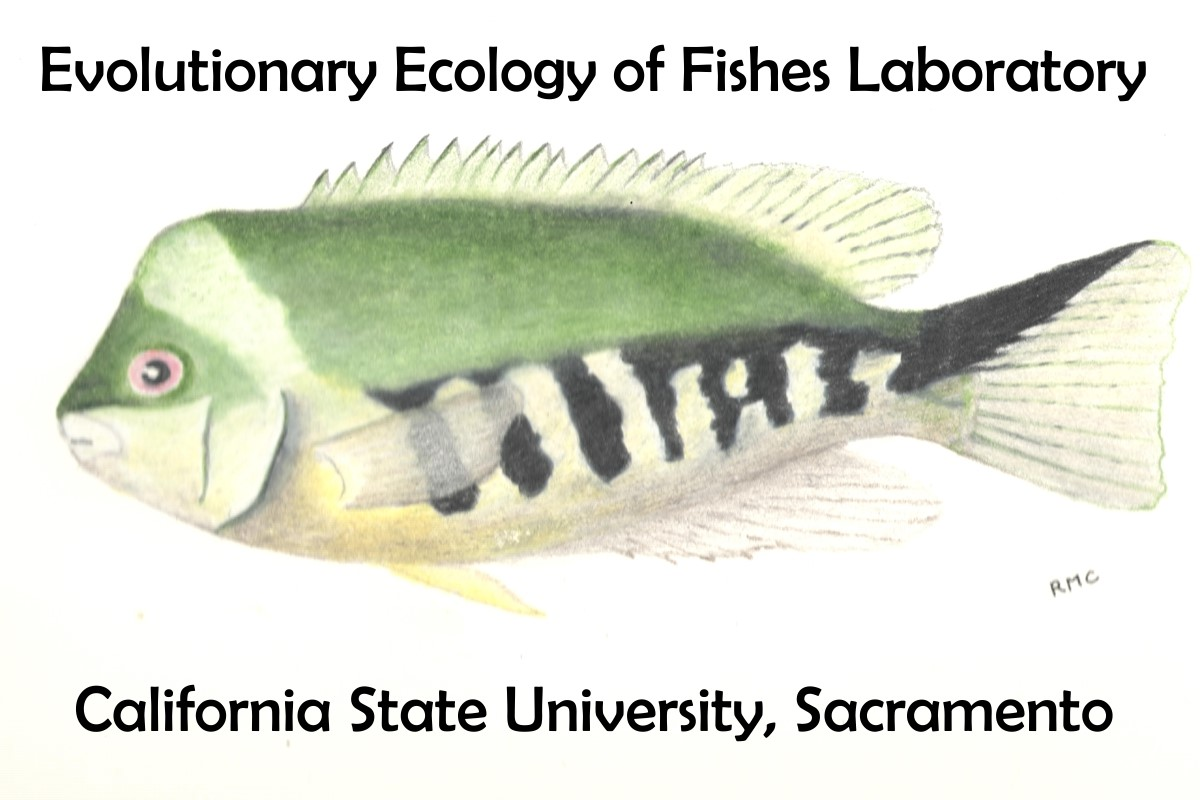 Evolutionary Ecology of Fishes Laboratory
RMC
California State University, Sacramento